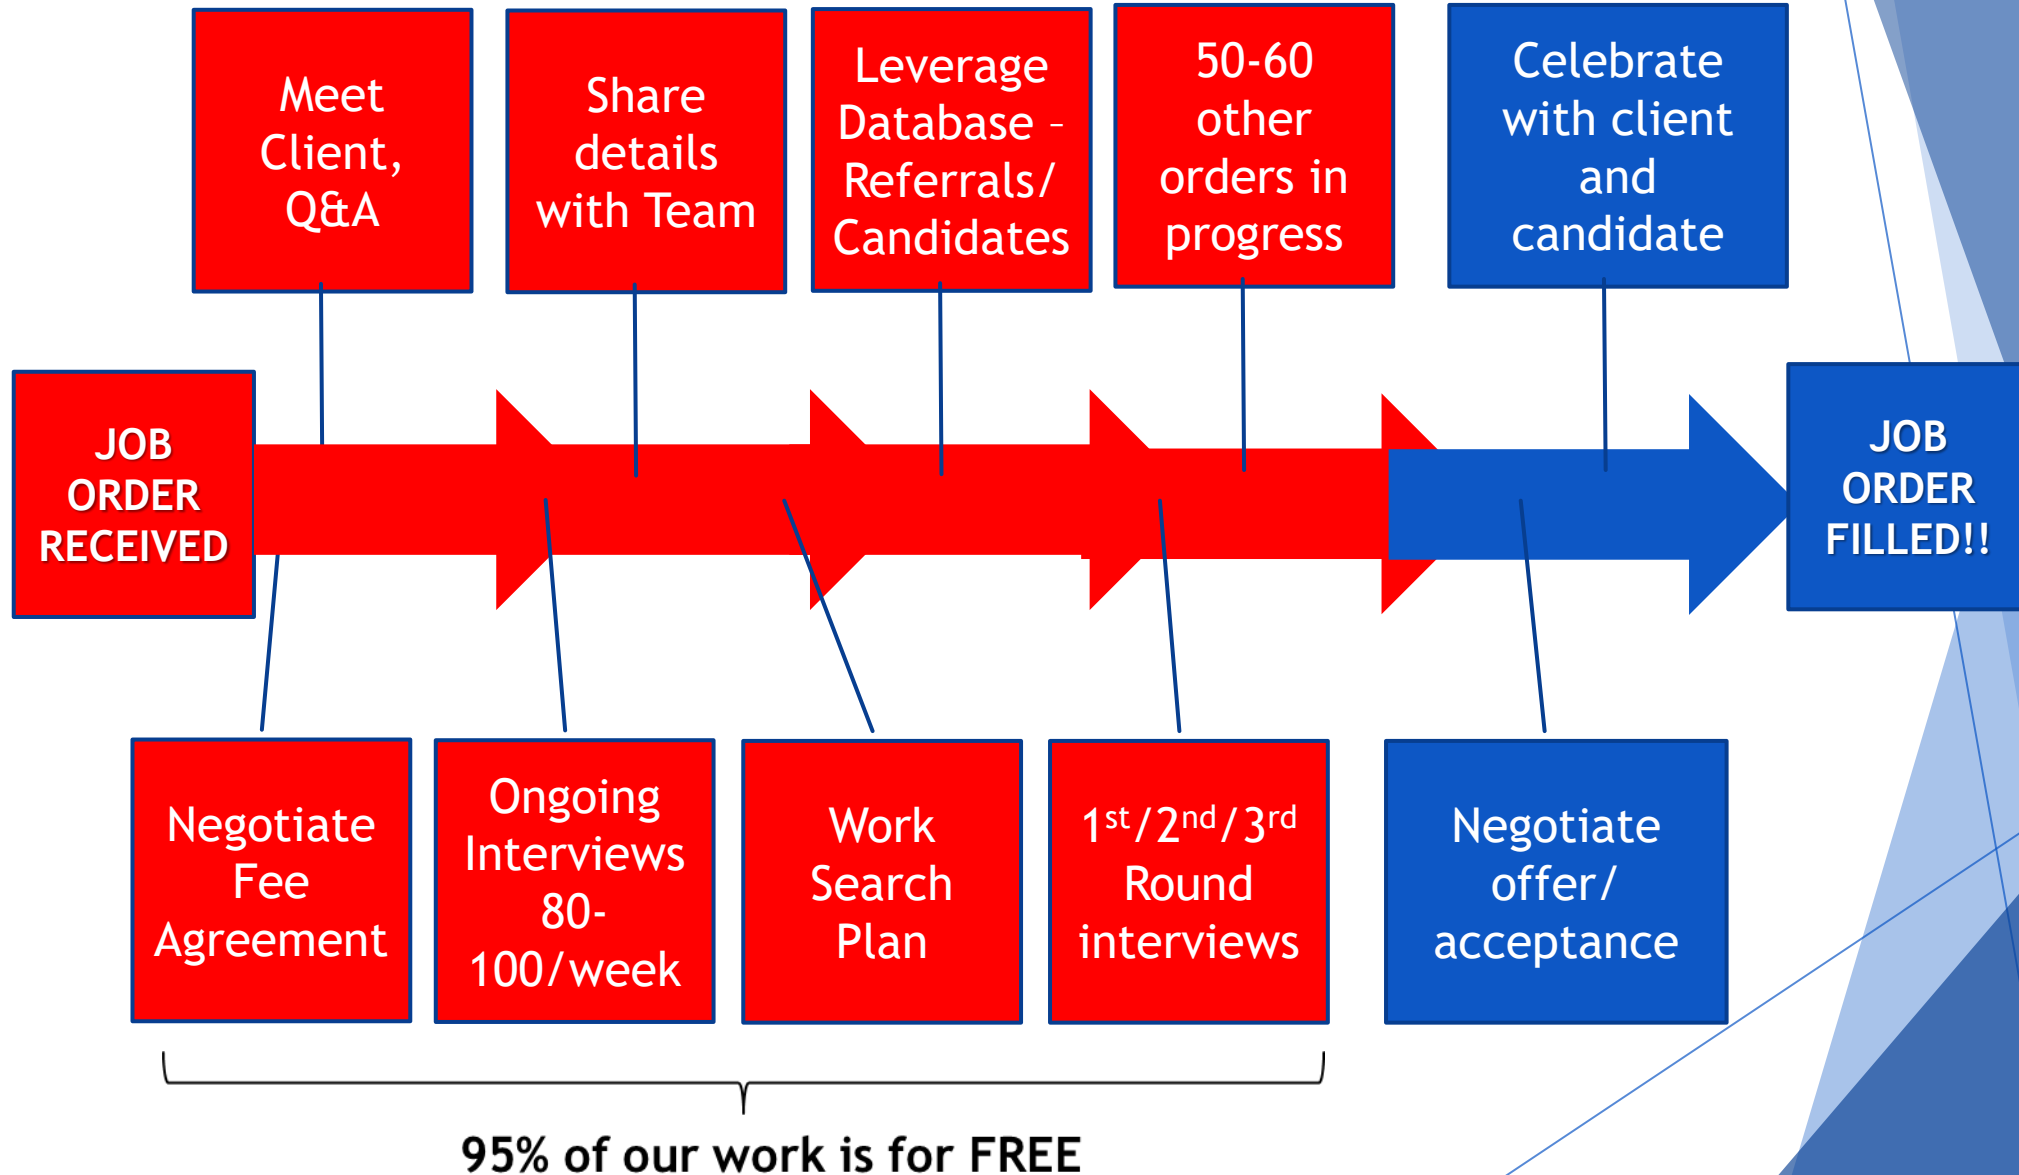 Meet
Client,
Q&A
Share
details
with Team
Leverage
Database –
Referrals/
Candidates
50-60
other
orders in
progress
Celebrate
with client
and
candidate
JOB
ORDER
RECEIVED
JOB
ORDER
FILLED!!
Negotiate
Fee
Agreement
Ongoing
Interviews
80-
100/week
Work
Search
Plan
1st/2nd/3rd
Round
interviews
Negotiate
offer/
acceptance
95% of our work is for FREE